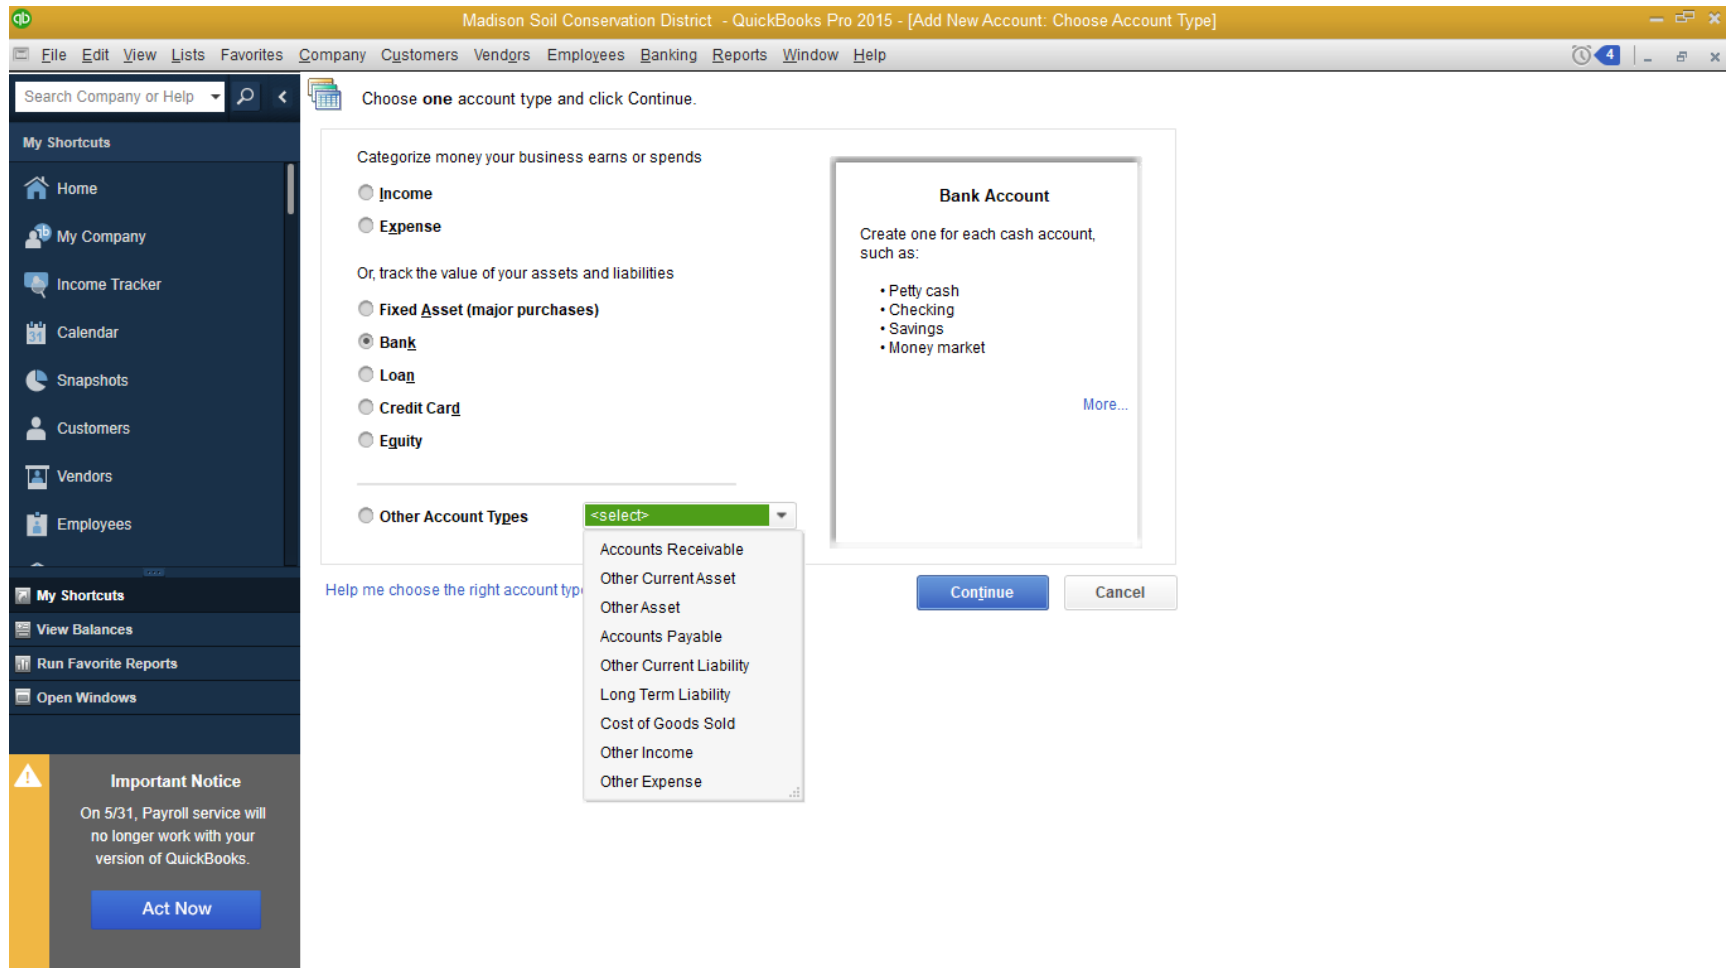 qb
Madison Soil Conservation District - QuickBooks Pro 2015 - [Add New Account: Choose Account Type]
File Edit View Lists Favorites Company Customers Vendors Employees Banking Reports Window Help
4
Search Company or Help
Choose one account type and click Continue.
My Shortcuts
Home
My Company
Income Tracker
31
Calendar
Snapshots
Customers
Vendors
Employees
My Shortcuts
View Balances
Run Favorite Reports
Open Windows
Important Notice
On 5/31, Payroll service will
no longer work with your
version of QuickBooks.
Act Now
Categorize money your business earns or spends
Income
Expense
Or, track the value of your assets and liabilities
Fixed Asset (major purchases)
Bank
Loan
Credit Card
Equity
Other Account Types
<select>
Accounts Receivable
Other Current Asset
Other Asset
Accounts Payable
Other Current Liability
Long Term Liability
Cost of Goods Sold
Other Income
Other Expense
Help me choose the right account typ
Bank Account
Create one for each cash account,
such as:
• Petty cash
• Checking
• Savings
• Money market
More...
Continue
Cancel